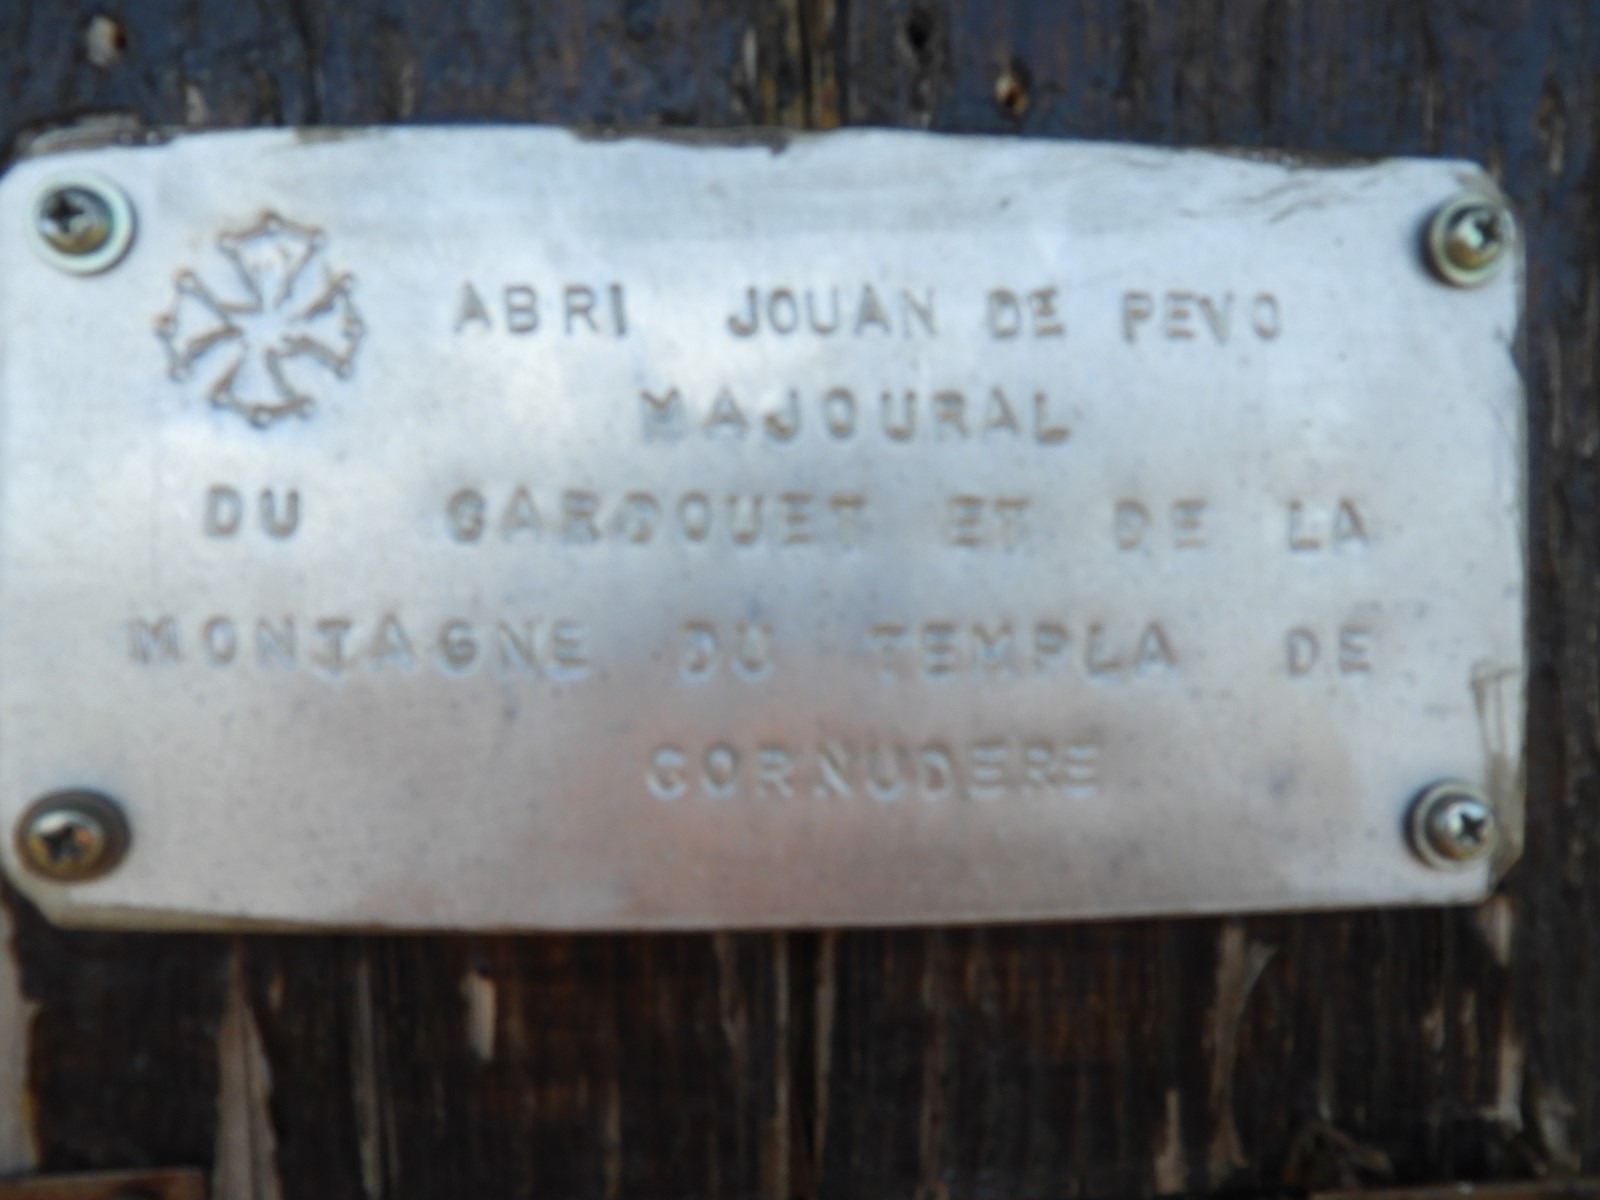 ABRI JOUAN DE PEVO
MAJOURAL
DU GARDOUET ET DE LA
MONTAGNE DU TEMPLA DE
CORNUDERE